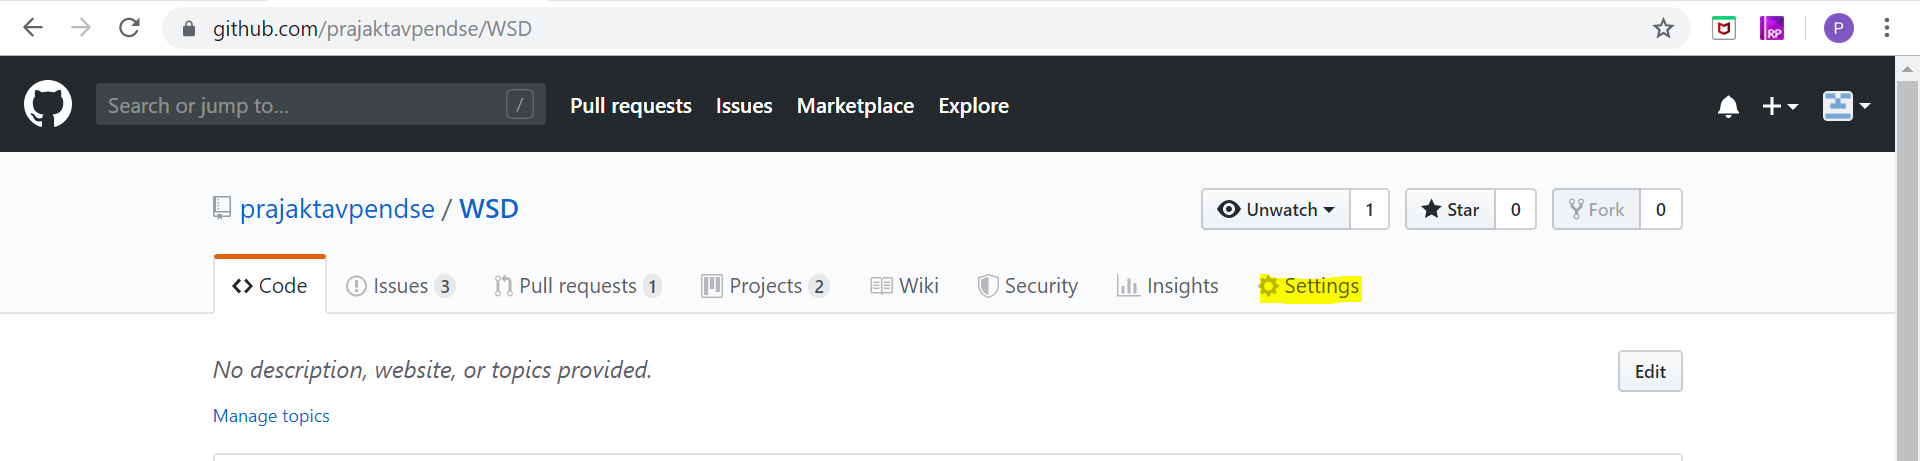 github.com/prajaktavpendse/WSD
RP
P
Search or jump to... /
Pull requests Issues Marketplace Explore
prajaktavpendse / WSD
Unwatch 1 Star 0 Fork 0
Code Issues 3 Pull requests 1 Projects 2 Wiki Security Insights Settings
No description, website, or topics provided.
Edit
Manage topics